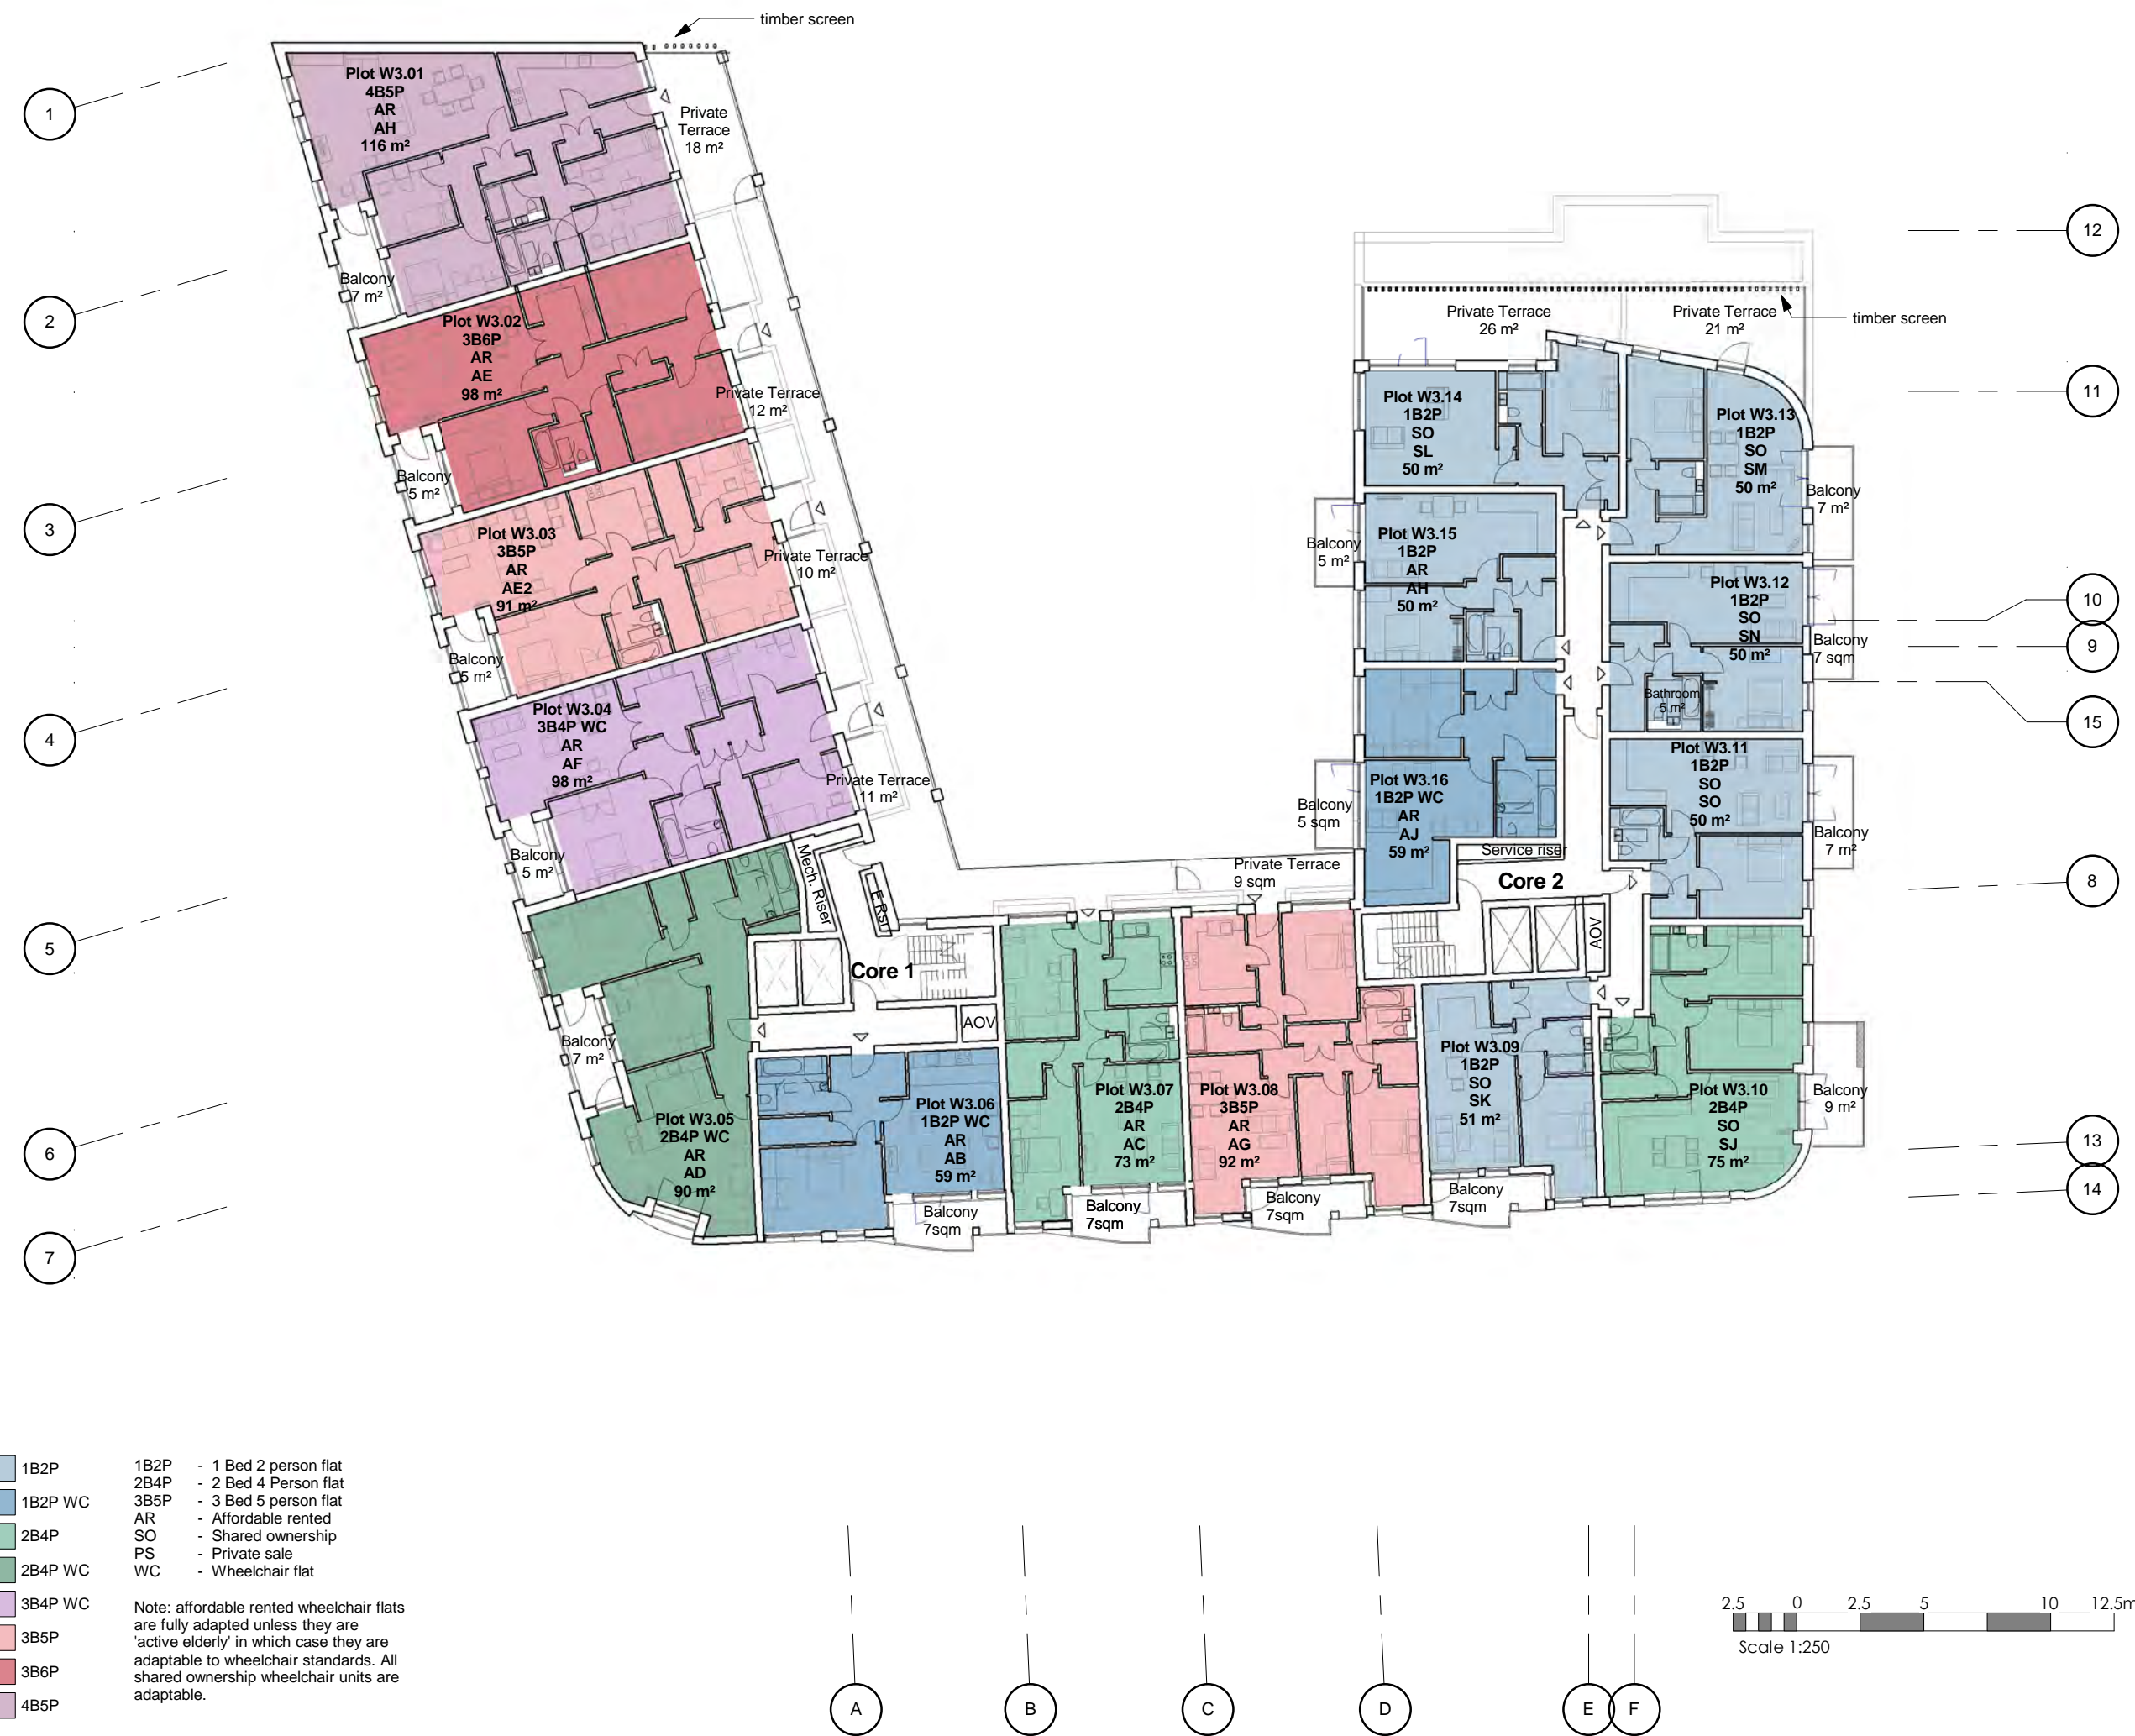 timber screen
Plot W3.01
4B5P
AR
AH
116 m²
Private
Terrace
18 m²
Balcony
7 m²
Plot W3.02
3B6P
AR
AE
98 m²
Private Terrace
12 m²
Balcony
5 m²
Plot W3.03
3B5P
AR
AE2
91 m²
Private Terrace
10 m²
Balcony
5 m²
Plot W3.04
3B4P WC
AR
AF
98 m²
Private Terrace
11 m²
Balcony
5 m²
Mech. Riser
E Rsr
Core 1
AOV
Balcony
7 m²
Plot W3.05
2B4P WC
AR
AD
90 m²
Plot W3.06
1B2P WC
AR
AB
59 m²
Balcony
7sqm
Plot W3.07
2B4P
AR
AC
73 m²
Balcony
7sqm
Private Terrace
9 sqm
Plot W3.08
3B5P
AR
AG
92 m²
Balcony
7sqm
Plot W3.09
1B2P
SO
SK
51 m²
Balcony
7sqm
Plot W3.10
2B4P
SO
SJ
75 m²
Balcony
9 m²
Service riser
Core 2
AOV
Plot W3.11
1B2P
SO
SO
50 m²
Balcony
7 m²
Plot W3.12
1B2P
SO
SN
50 m²
Bathroom
5 m²
Balcony
7 sqm
Plot W3.13
1B2P
SO
SM
50 m²
Balcony
7 m²
Private Terrace
21 m²
timber screen
Private Terrace
26 m²
Plot W3.14
1B2P
SO
SL
50 m²
Plot W3.15
1B2P
AR
AH
50 m²
Balcony
5 m²
Plot W3.16
1B2P WC
AR
AJ
59 m²
Balcony
5 sqm
1
2
3
4
5
6
7
12
11
10
9
15
8
13
14
1B2P
1B2P WC
2B4P
2B4P WC
3B4P WC
3B5P
3B6P
4B5P
1B2P - 1 Bed 2 person flat
2B4P - 2 Bed 4 Person flat
3B5P - 3 Bed 5 person flat
AR - Affordable rented
SO - Shared ownership
PS - Private sale
WC - Wheelchair flat
Note: affordable rented wheelchair flats
are fully adapted unless they are
'active elderly' in which case they are
adaptable to wheelchair standards. All
shared ownership wheelchair units are
adaptable.
A
B
C
D
E
F
2.5 0 2.5 5 10 12.5m
Scale 1:250